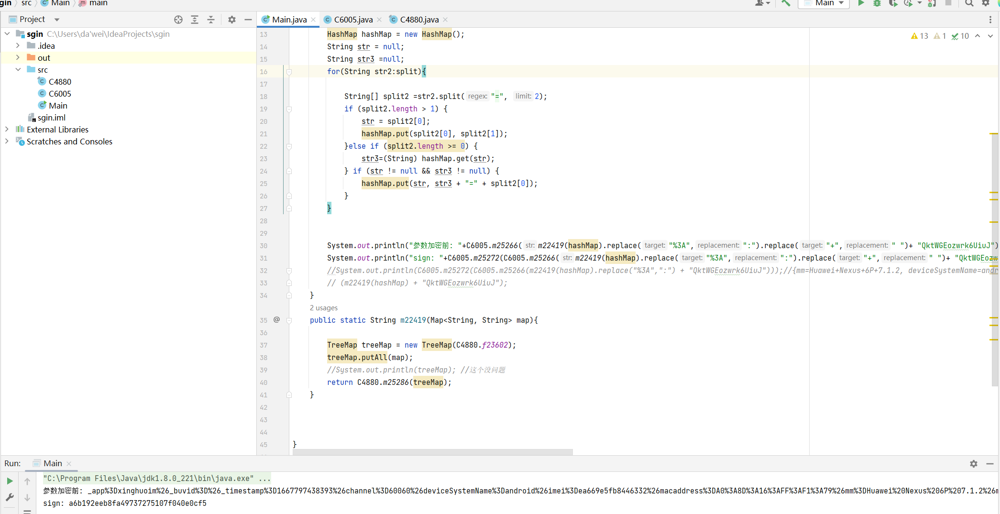 gin › src › Main › main
Main
Project
Main.java
C6005.java
C4880.java
sgin C:\Users\da'wei\IdeaProjects\sgin
.idea
out
src
C4880
C6005
Main
sgin.iml
External Libraries
Scratches and Consoles
13 1 10
13 HashMap hashMap = new HashMap();
14 String str = null;
15 String str3 =null;
16 for(String str2:split){
17
18 String[] split2 =str2.split( regex: "=", limit: 2);
19 if (split2.length > 1) {
20 str = split2[0];
21 hashMap.put(split2[0], split2[1]);
22 }else if (split2.length >= 0) {
23 str3=(String) hashMap.get(str);
24 } if (str != null && str3 != null) {
25 hashMap.put(str, str3 + "=" + split2[0]);
26 }
27 }
28
29
30 System.out.println("参数加密前: "+C6005.m25266( str: m22419(hashMap).replace( target: "%3A", replacement: ":").replace( target: "+", replacement: " ")+ "QktWGEozwrk6UiuJ")
31 System.out.println("sign: "+C6005.m25272(C6005.m25266( str: m22419(hashMap).replace( target: "%3A", replacement: ":").replace( target: "+", replacement: " ")+ "QktWGEozw
32 //System.out.println(C6005.m25272(C6005.m25266(m22419(hashMap).replace("%3A",":") + "QktWGEozwrk6UiuJ")));//{mm=Huawei+Nexus+6P+7.1.2, deviceSystemName=andr
33 // (m22419(hashMap) + "QktWGEozwrk6UiuJ");
34 }
2 usages
35 @ public static String m22419(Map<String, String> map){
36
37 TreeMap treeMap = new TreeMap(C4880.f23602);
38 treeMap.putAll(map);
39 //System.out.println(treeMap); //这个没问题
40 return C4880.m25286(treeMap);
41 }
42
43
44
45 }
Run: Main
"C:\Program Files\Java\jdk1.8.0_221\bin\java.exe" ...
参数加密前: _app%3Dxinghuoim%26_buvid%3D%26_timestamp%3D1667797438393%26channel%3D60060%26deviceSystemName%3Dandroid%26imei%3Dea669e5fb8446332%26macaddress%3DA0%3A8D%3A16%3AFF%3AF1%3A79%26mm%3DHuawei%20Nexus%206P%207.1.2%26m
sign: a6b192eeb8fa49737275107f040e0cf5